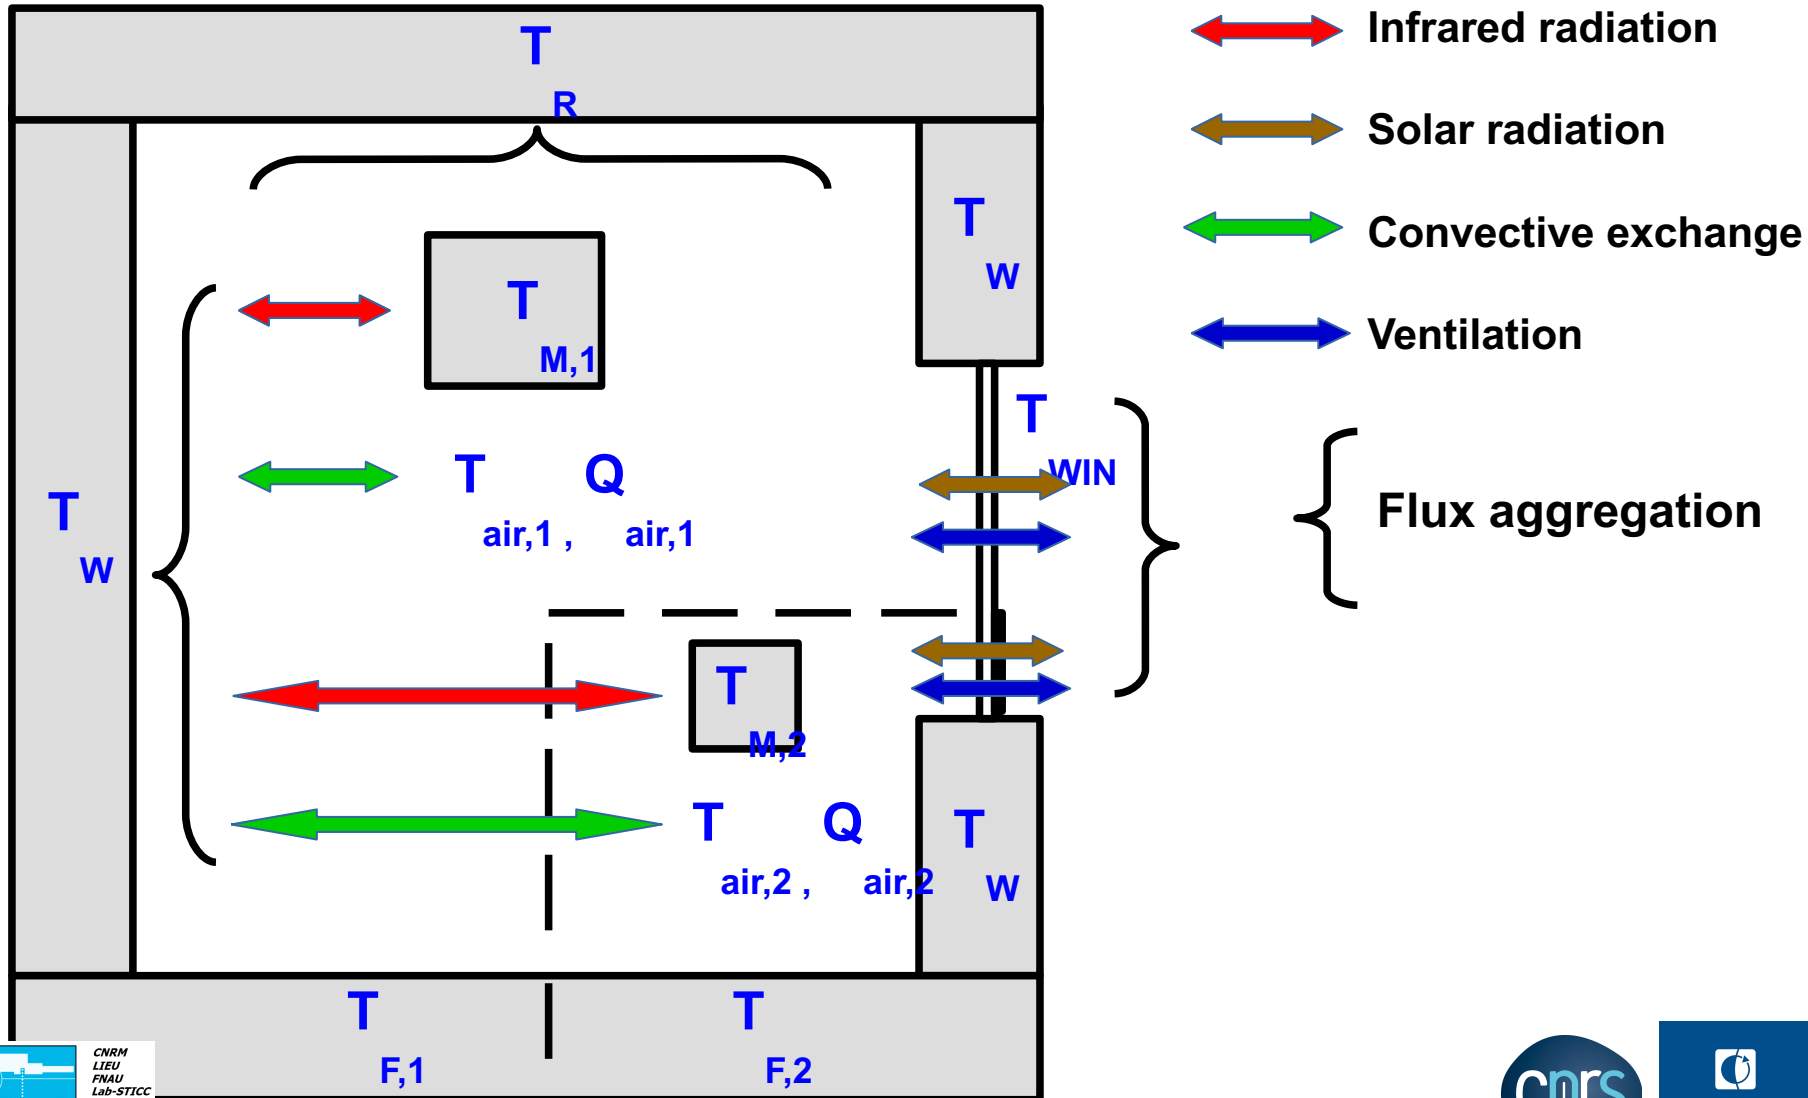 T
R
Infrared radiation
Solar radiation
T
W
Convective exchange
T
M,1
Ventilation
T
WIN
T Q
air,1 , air,1
T
W
Flux aggregation
T
M,2
T Q
air,2 , air,2
T
W
T T
F,1 F,2
CNRM
LIEU
FNAU
Lab-STICC
cnrs